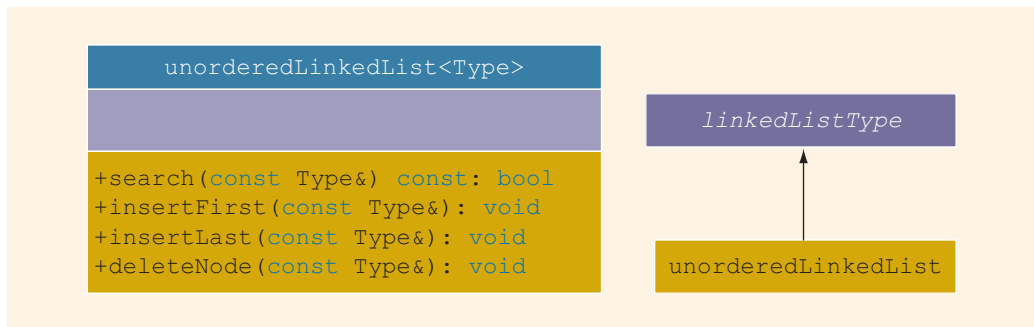 unorderedLinkedList<Type>
+search(const Type&) const: bool
+insertFirst(const Type&): void
+insertLast(const Type&): void
+deleteNode(const Type&): void
linkedListType
unorderedLinkedList